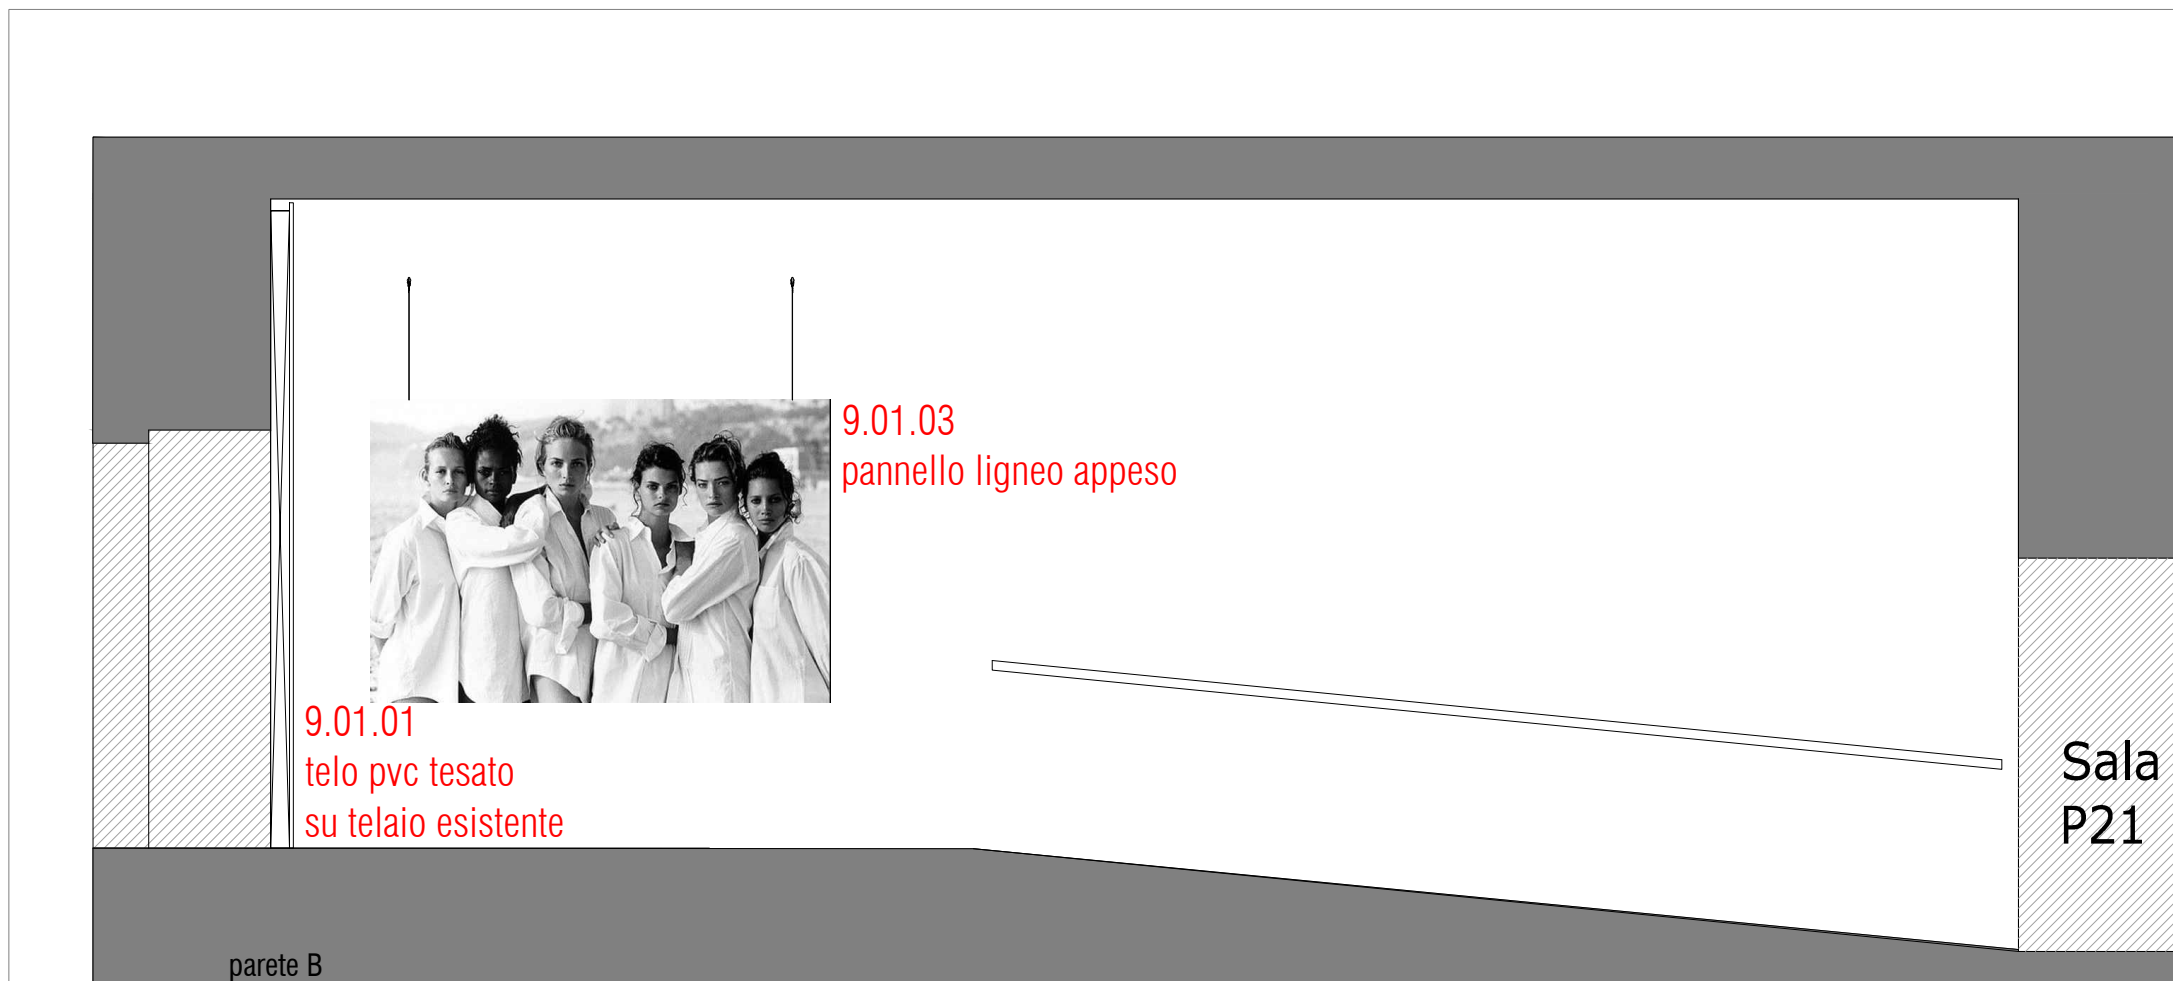 9.01.03
pannello ligneo appeso
9.01.01
telo pvc tesato
su telaio esistente
Sala
P21
parete B